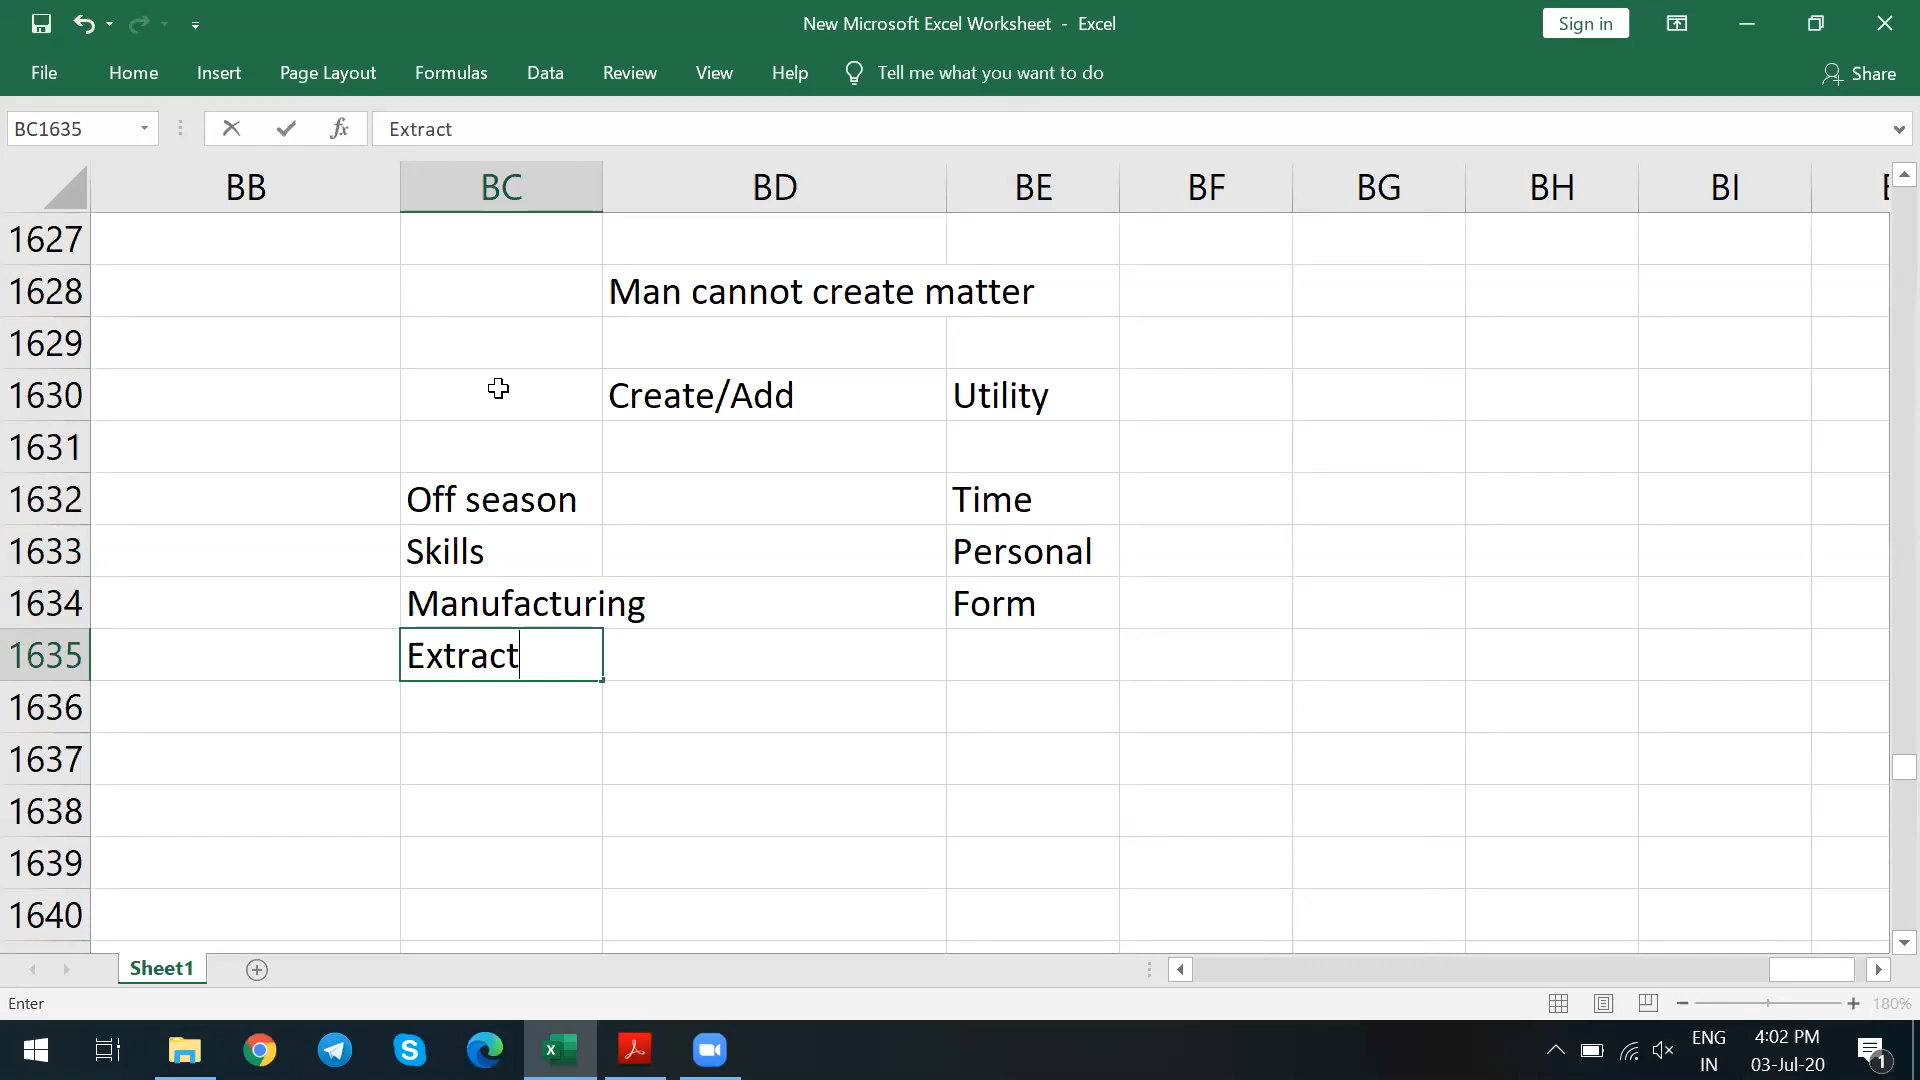 New Microsoft Excel Worksheet - Excel
Sign in
File Home Insert Page Layout Formulas Data Review View Help Tell me what you want to do Share
BC1635 fx Extract
BB BC BD BE BF BG BH BI
1627
1628 Man cannot create matter
1629
1630 Create/Add Utility
1631
1632 Off season Time
1633 Skills Personal
1634 Manufacturing Form
1635 Extract
1636
1637
1638
1639
1640
Sheet1
Enter 180%
ENG 4:02 PM
IN 03-Jul-20 1